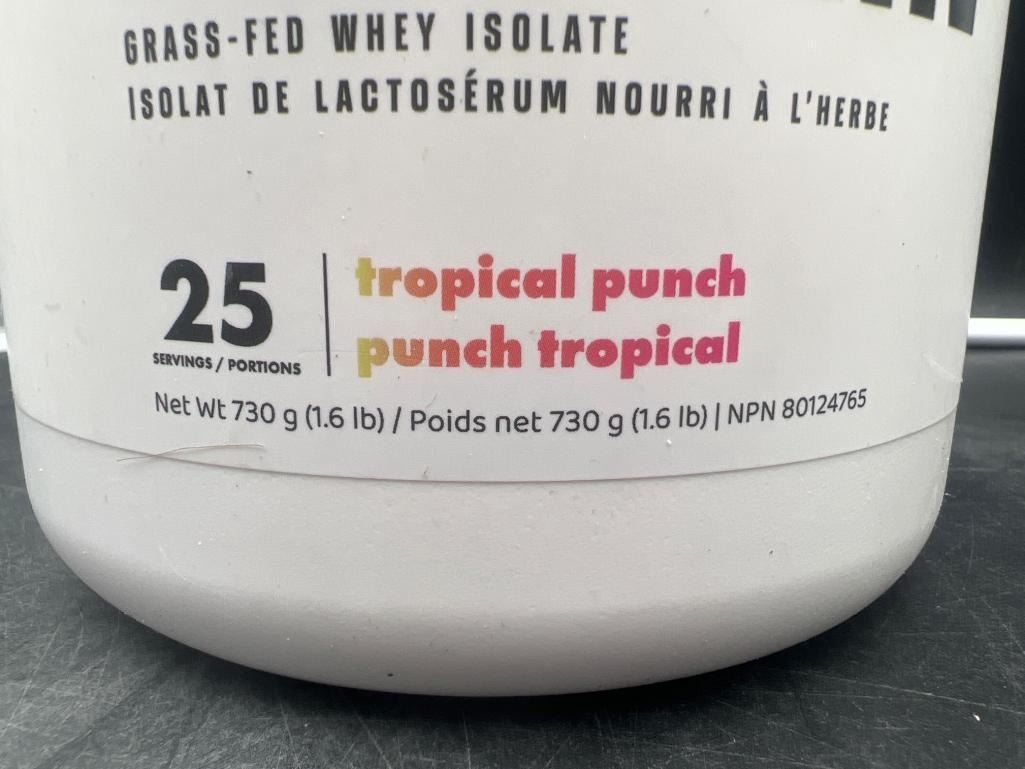 GRASS-FED WHEY ISOLATE
ISOLAT DE LACTOSÉRUM NOURRI À L'HERBE
25
SERVINGS / PORTIONS
tropical punch
punch tropical
Net Wt 730 g (1.6 lb) / Poids net 730 g (1.6 lb) | NPN 80124765